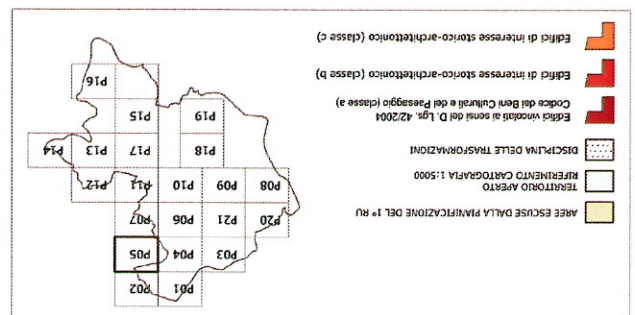 AREE ESCUSE DALLA PIANIFICAZIONE DEL 1° RU
TERRITORIO APERTO
RIFERIMENTO CARTOGRAFIA 1:5000
DISCIPLINA DELLE TRASFORMAZIONI
Edifici vincolati ai sensi del D. Lgs. 42/2004
Codice dei Beni Culturali e del Paesaggio (classe a)
Edifici di interesse storico-architettonico (classe b)
Edifici di interesse storico-architettonico (classe c)
P01 P02
P03 P04 P05
P20 P21 P06 P07
P08 P09 P10 P11 P12
P18 P17 P13 P14
P19 P15
P16